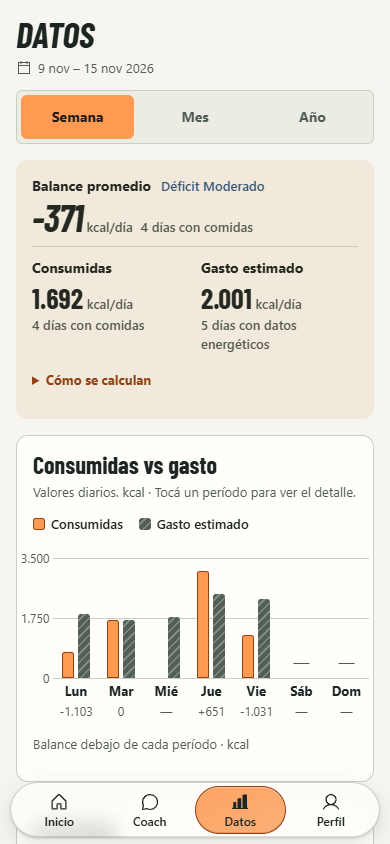 DATOS
9 nov – 15 nov 2026
Semana Mes Año
Balance promedio Déficit Moderado
-371 kcal/día 4 días con comidas
Consumidas Gasto estimado
1.692 kcal/día 2.001 kcal/día
4 días con comidas 5 días con datos
energéticos
Cómo se calculan
Consumidas vs gasto
Valores diarios. kcal · Tocá un período para ver el detalle.
Consumidas Gasto estimado
3.500
1.750
0
Lun Mar Mié Jue Vie Sáb Dom
-1.103 0 — +651 -1.031 — —
Balance debajo de cada período · kcal
Inicio Coach Datos Perfil